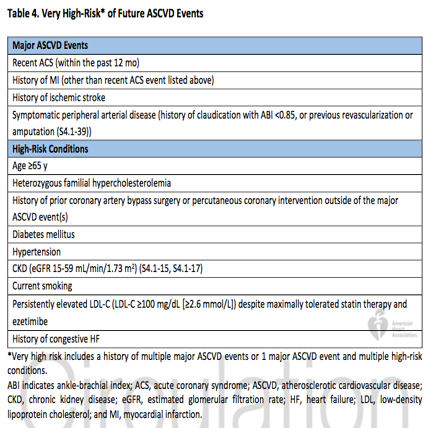 Table 4. Very High-Risk* of Future ASCVD Events
Major ASCVD Events
Recent ACS (within the past 12 mo)
History of MI (other than recent ACS event listed above)
History of ischemic stroke
Symptomatic peripheral arterial disease (history of claudication with ABI <0.85, or previous revascularization or
amputation (S4.1-39))
High-Risk Conditions
Age ≥65 y
Heterozygous familial hypercholesterolemia
History of prior coronary artery bypass surgery or percutaneous coronary intervention outside of the major
ASCVD event(s)
Diabetes mellitus
Hypertension
CKD (eGFR 15-59 mL/min/1.73 m²) (S4.1-15, S4.1-17)
Current smoking
Persistently elevated LDL-C (LDL-C ≥100 mg/dL [≥2.6 mmol/L]) despite maximally tolerated statin therapy and
ezetimibe
American
Heart
Association.
History of congestive HF
*Very high risk includes a history of multiple major ASCVD events or 1 major ASCVD event and multiple high-risk
conditions.
ABI indicates ankle-brachial index; ACS, acute coronary syndrome; ASCVD, atherosclerotic cardiovascular disease;
CKD, chronic kidney disease; eGFR, estimated glomerular filtration rate; HF, heart failure; LDL, low-density
lipoprotein cholesterol; and MI, myocardial infarction.
Circulation